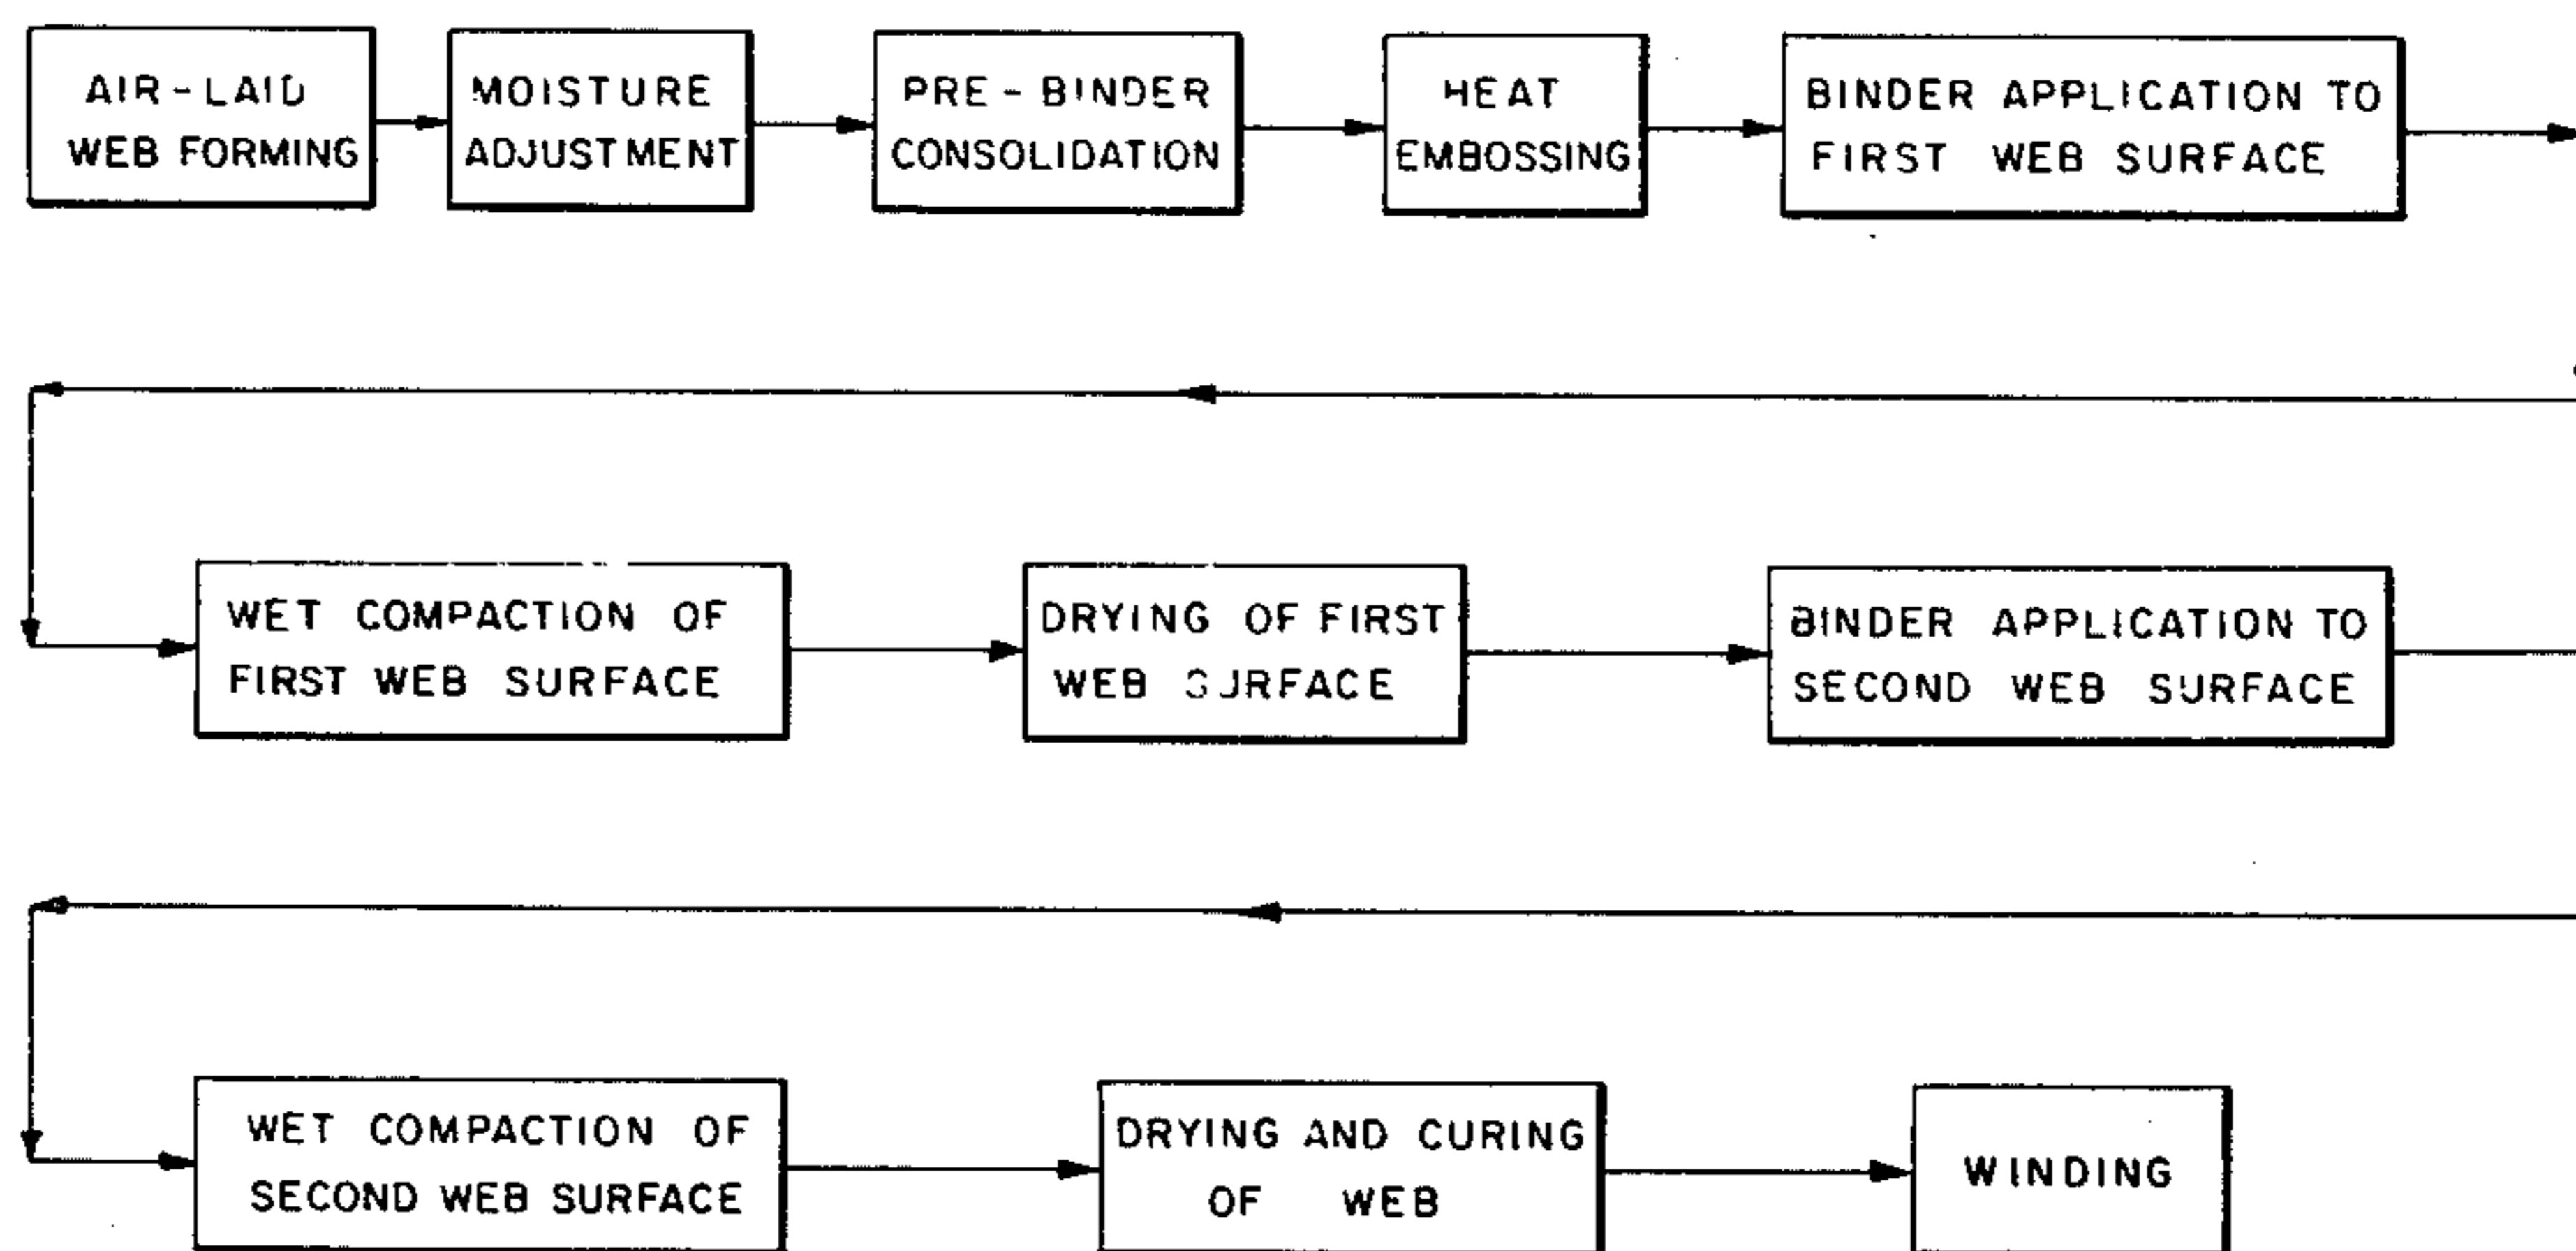 AIR-LAID
WEB FORMING
MOISTURE
ADJUSTMENT
PRE-BINDER
CONSOLIDATION
HEAT
EMBOSSING
BINDER APPLICATION TO
FIRST WEB SURFACE
WET COMPACTION OF
FIRST WEB SURFACE
DRYING OF FIRST
WEB SURFACE
BINDER APPLICATION TO
SECOND WEB SURFACE
WET COMPACTION OF
SECOND WEB SURFACE
DRYING AND CURING
OF WEB
WINDING